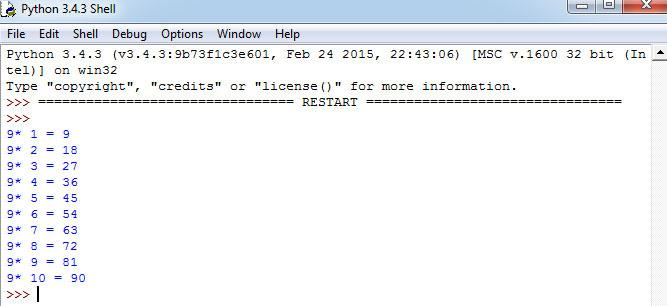 Python 3.4.3 Shell
File Edit Shell Debug Options Window Help
Python 3.4.3 (v3.4.3:9b73f1c3e601, Feb 24 2015, 22:43:06) [MSC v.1600 32 bit (In
tel)] on win32
Type "copyright", "credits" or "license()" for more information.
>>> ================================ RESTART ================================
>>>
9* 1 = 9
9* 2 = 18
9* 3 = 27
9* 4 = 36
9* 5 = 45
9* 6 = 54
9* 7 = 63
9* 8 = 72
9* 9 = 81
9* 10 = 90
>>>